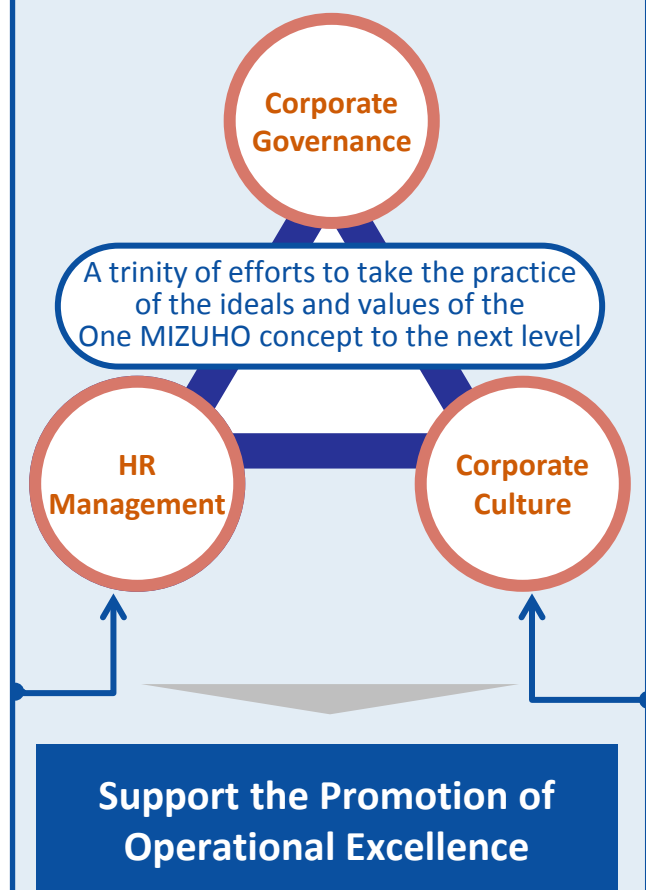 Corporate
Governance
A trinity of efforts to take the practice
of the ideals and values of the
One MIZUHO concept to the next level
HR
Management
Corporate
Culture
Support the Promotion of
Operational Excellence